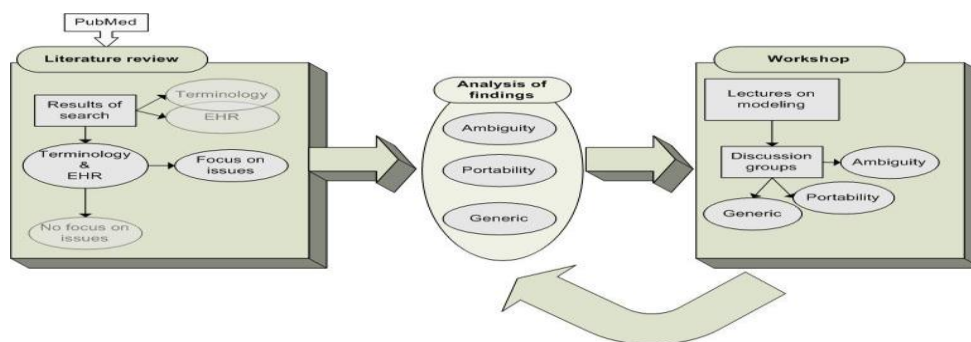 PubMed
Literature review
Results of
search
Terminology
EHR
Terminology
&
EHR
Focus on
issues
No focus on
issues
Analysis of
findings
Ambiguity
Portability
Generic
Workshop
Lectures on
modeling
Discussion
groups
Ambiguity
Portability
Generic